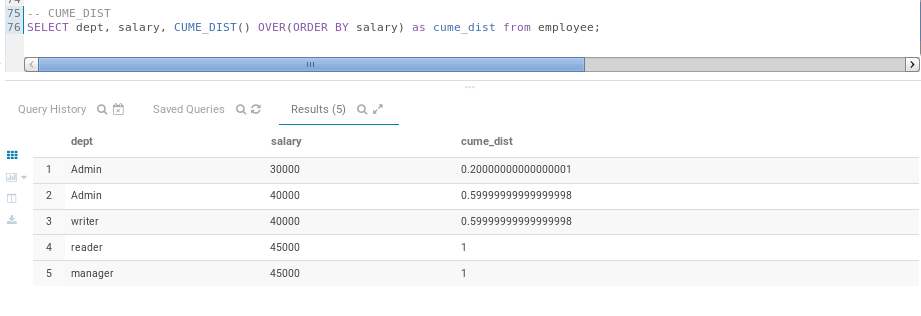 74
75 -- CUME_DIST
76 SELECT dept, salary, CUME_DIST() OVER(ORDER BY salary) as cume_dist from employee;
Query History Saved Queries Results (5)
dept salary cume_dist
1 Admin 30000 0.20000000000000001
2 Admin 40000 0.59999999999999998
3 writer 40000 0.59999999999999998
4 reader 45000 1
5 manager 45000 1